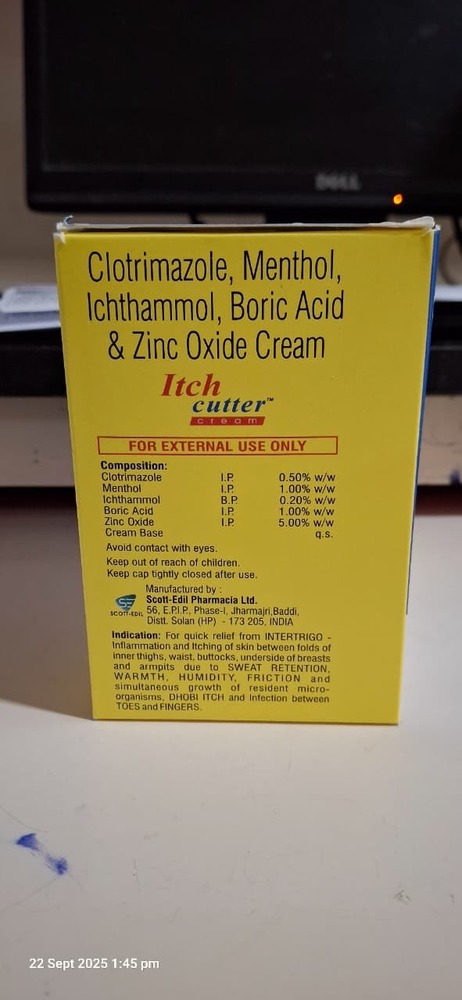 DELL
Clotrimazole, Menthol,
Ichthammol, Boric Acid
& Zinc Oxide Cream
Itch
cutter™
cream
FOR EXTERNAL USE ONLY
Composition:
Clotrimazole I.P. 0.50% w/w
Menthol I.P. 1.00% w/w
Ichthammol B.P. 0.20% w/w
Boric Acid I.P. 1.00% w/w
Zinc Oxide I.P. 5.00% w/w
Cream Base q.s.
Avoid contact with eyes.
Keep out of reach of children.
Keep cap tightly closed after use.
Manufactured by :
Scott-Edil Pharmacia Ltd.
56, E.P.I.P., Phase-I, Jharmajri,Baddi,
SCOTT-EDIL Distt. Solan (HP) - 173 205, INDIA
Indication: For quick relief from INTERTRIGO -
Inflammation and Itching of skin between folds of
inner thighs, waist, buttocks, underside of breasts
and armpits due to SWEAT RETENTION,
WARMTH, HUMIDITY, FRICTION and
simultaneous growth of resident micro-
organisms, DHOBI ITCH and Infection between
TOES and FINGERS.
22 Sept 2025 1:45 pm